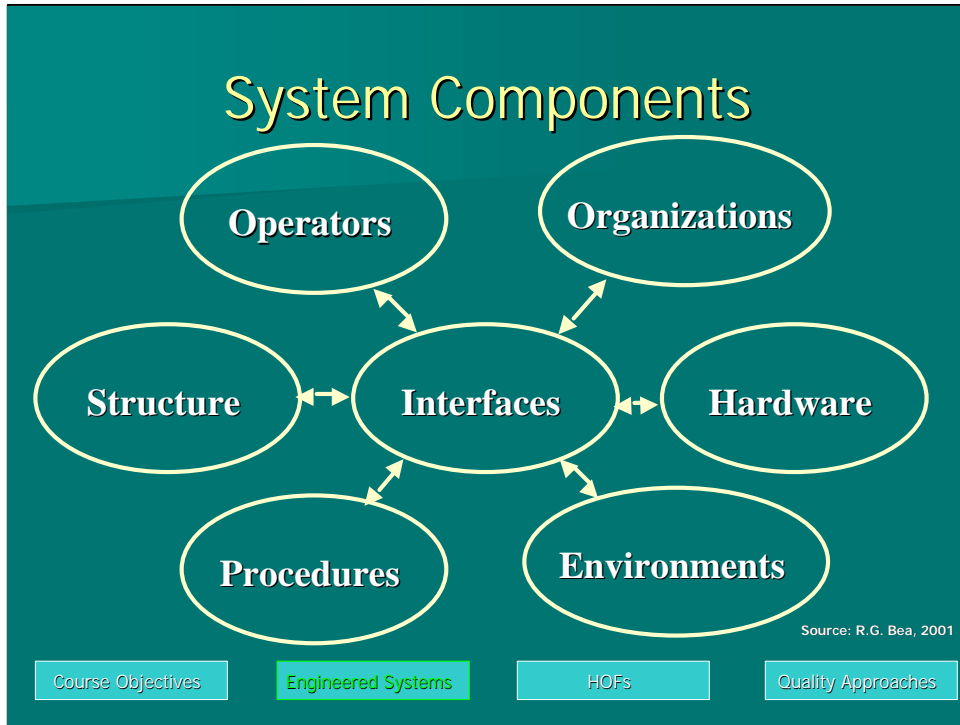 System Components
Operators
Organizations
Structure
Interfaces
Hardware
Procedures
Environments
Source: R.G. Bea, 2001
Course Objectives
Engineered Systems
HOFs
Quality Approaches